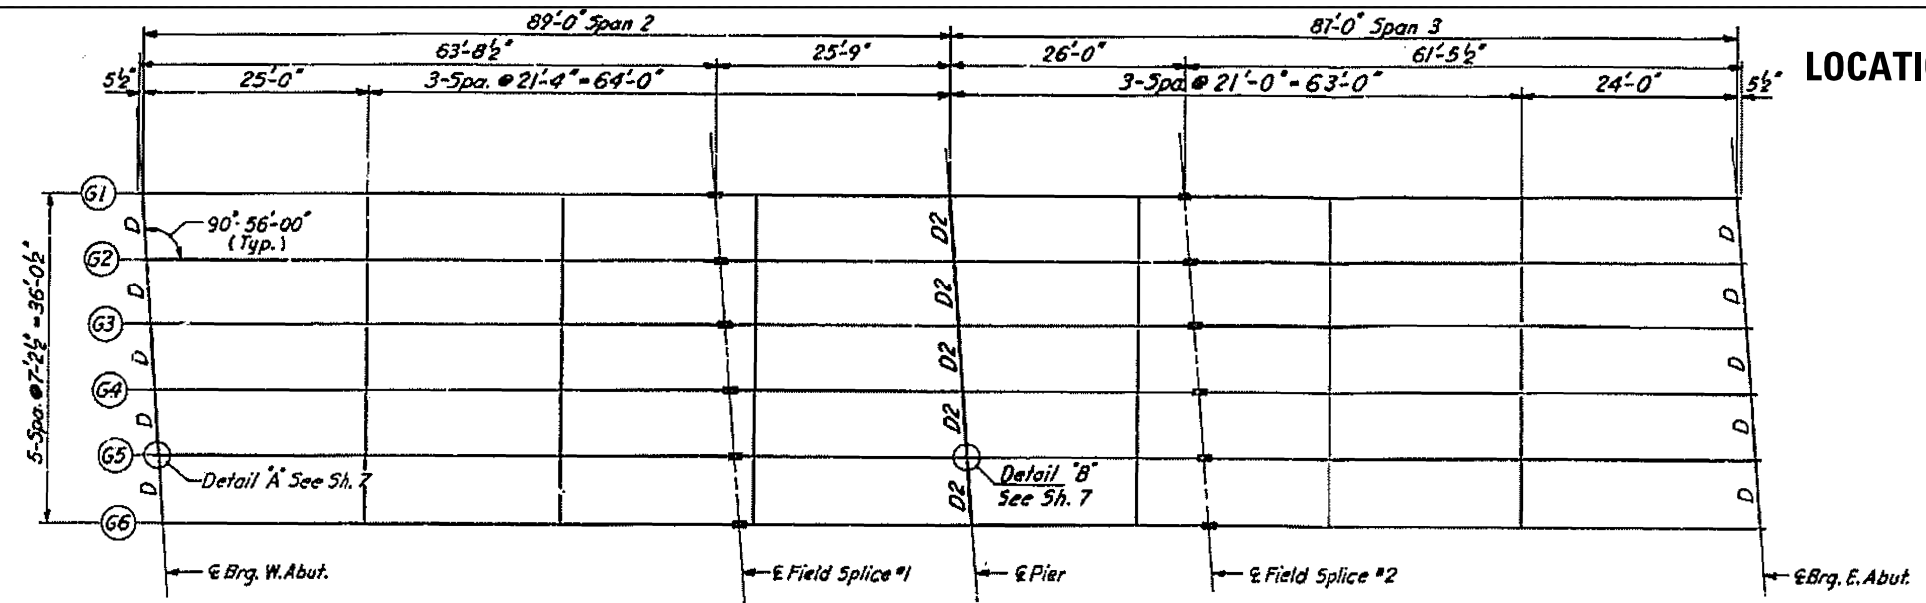 89'-0" Span 2
87'-0" Span 3
63'-8½"
25'-9"
26'-0"
61'-5½"
LOCATI
5½"
25'-0"
3-Spa. @ 21'-4" = 64'-0"
3-Spa @ 21'-0" = 63'-0"
24'-0"
5½"
G1
G2
G3
G4
G5
G6
5-Spa. @ 7'-2½" = 36'-0½"
90°-56'-00"
(Typ.)
D
D
D
D
D
D2
D2
D2
D2
D2
D
D
D
D
D
Detail "A" See Sh. 7
Detail "B"
See Sh. 7
℄ Brg. W. Abut.
℄ Field Splice #1
℄ Pier
℄ Field Splice #2
℄ Brg. E. Abut.